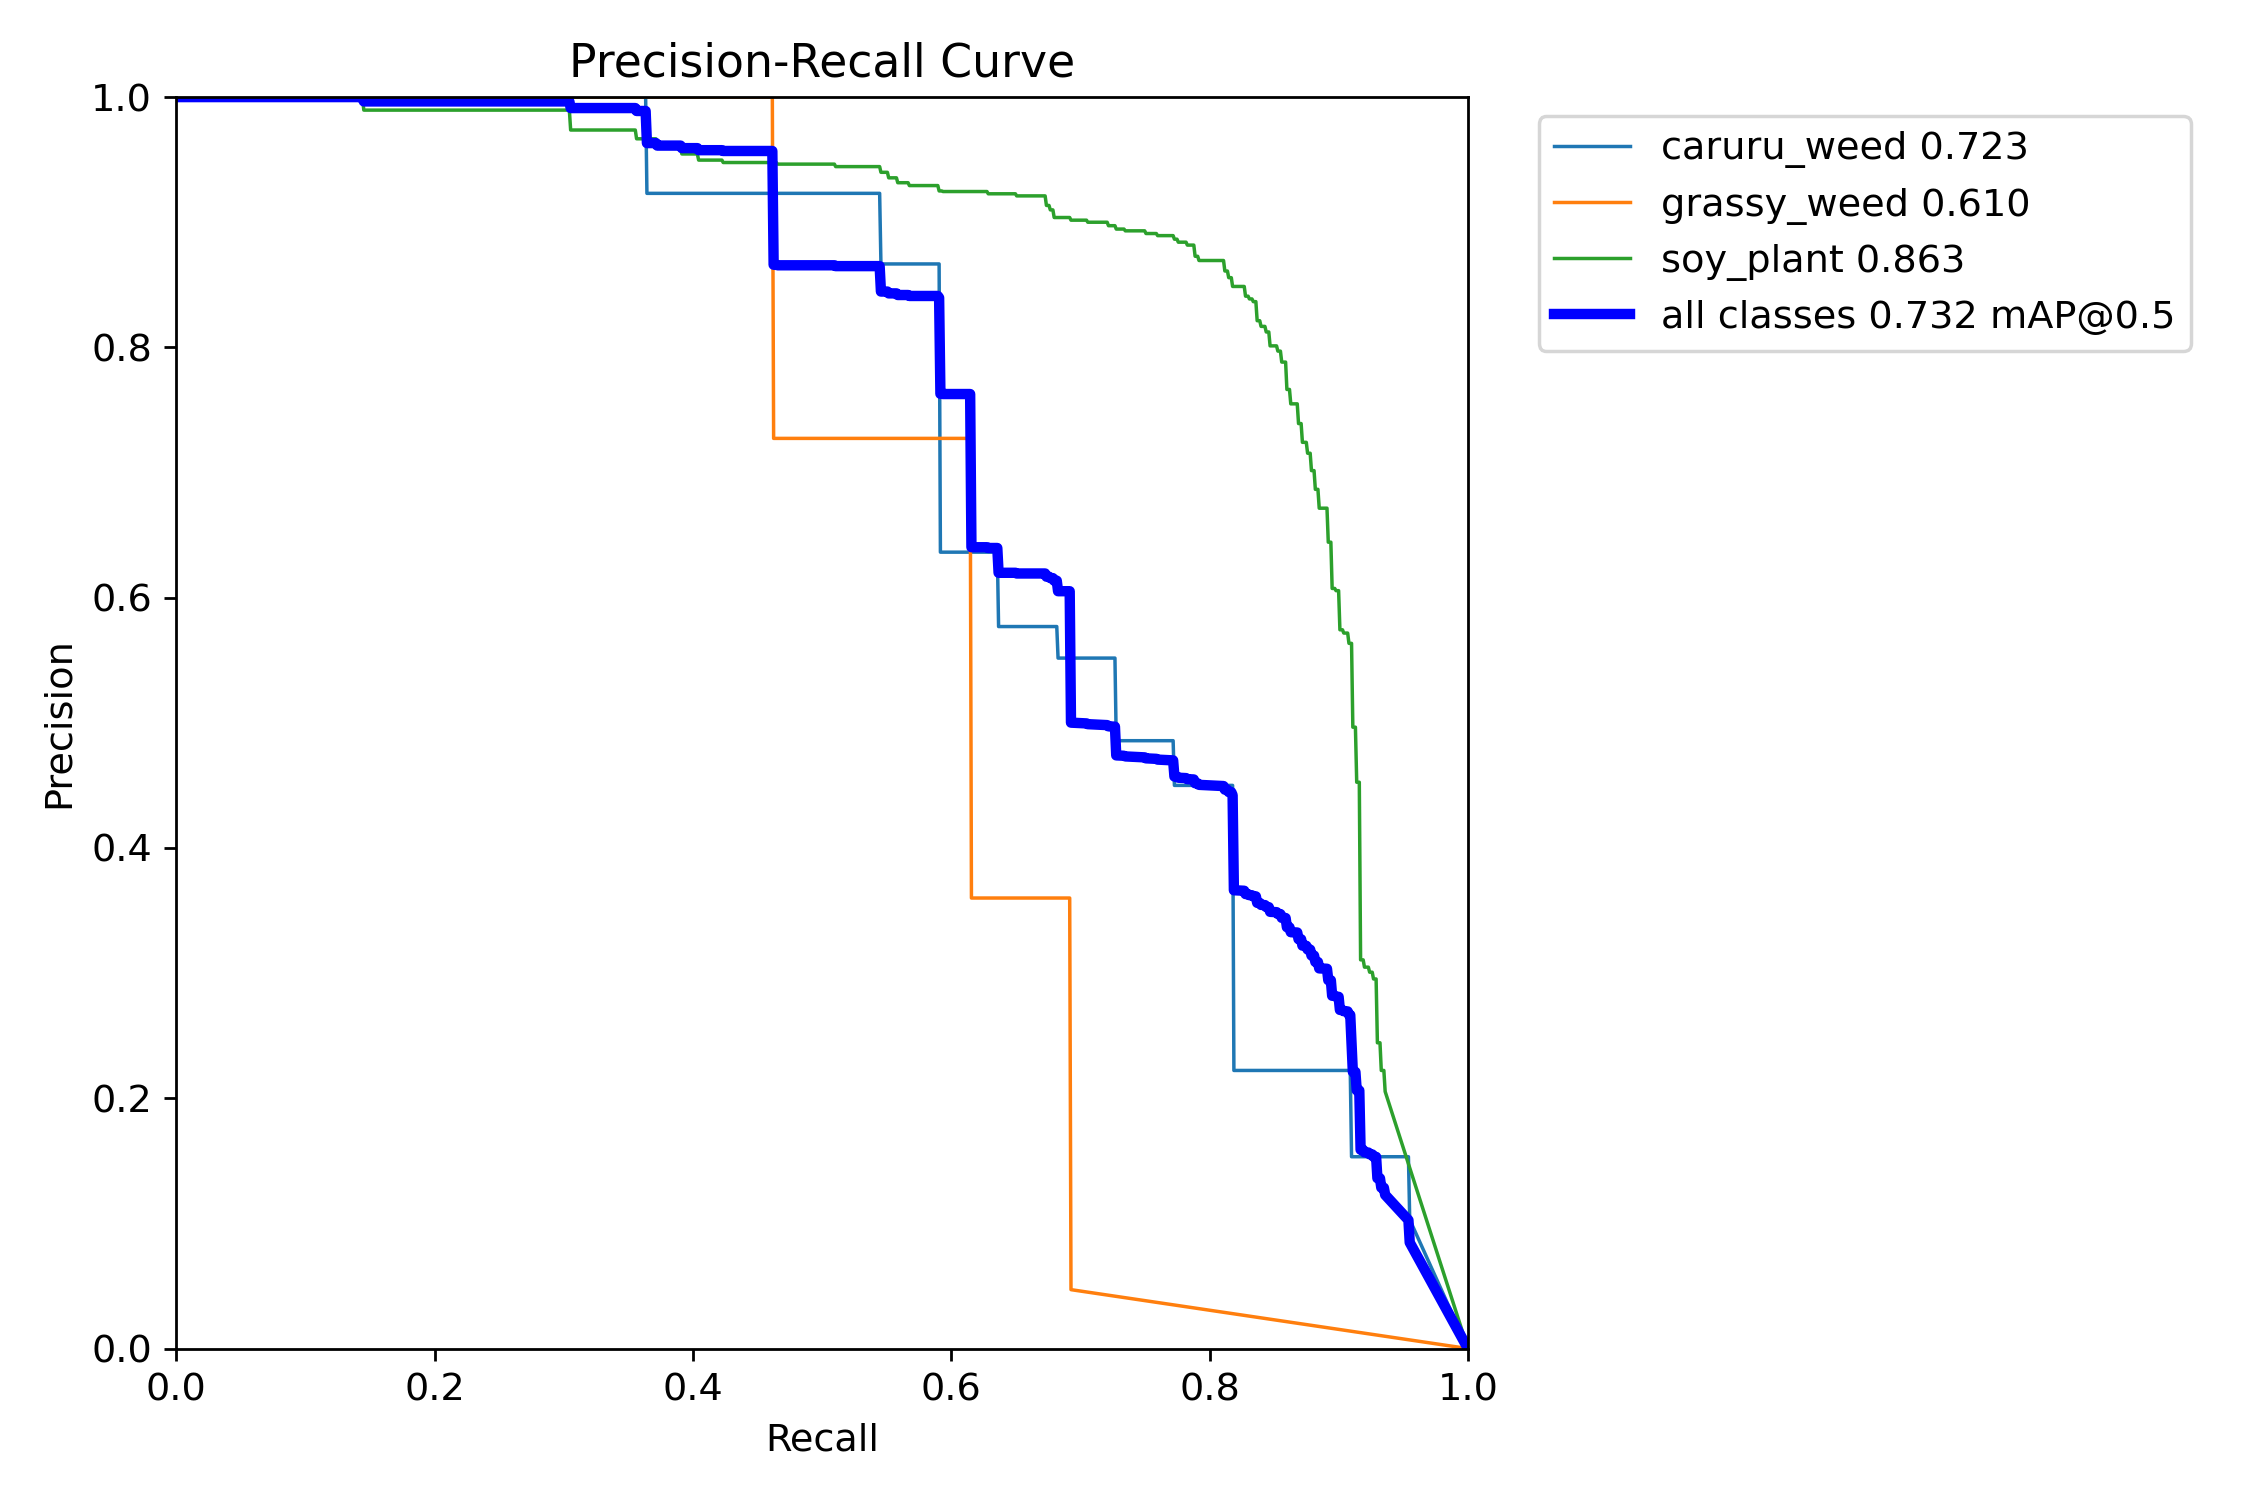 Precision-Recall Curve
1.0
0.8
0.6
0.4
0.2
0.0
Precision
0.0 0.2 0.4 0.6 0.8 1.0
Recall
caruru_weed 0.723
grassy_weed 0.610
soy_plant 0.863
all classes 0.732 mAP@0.5